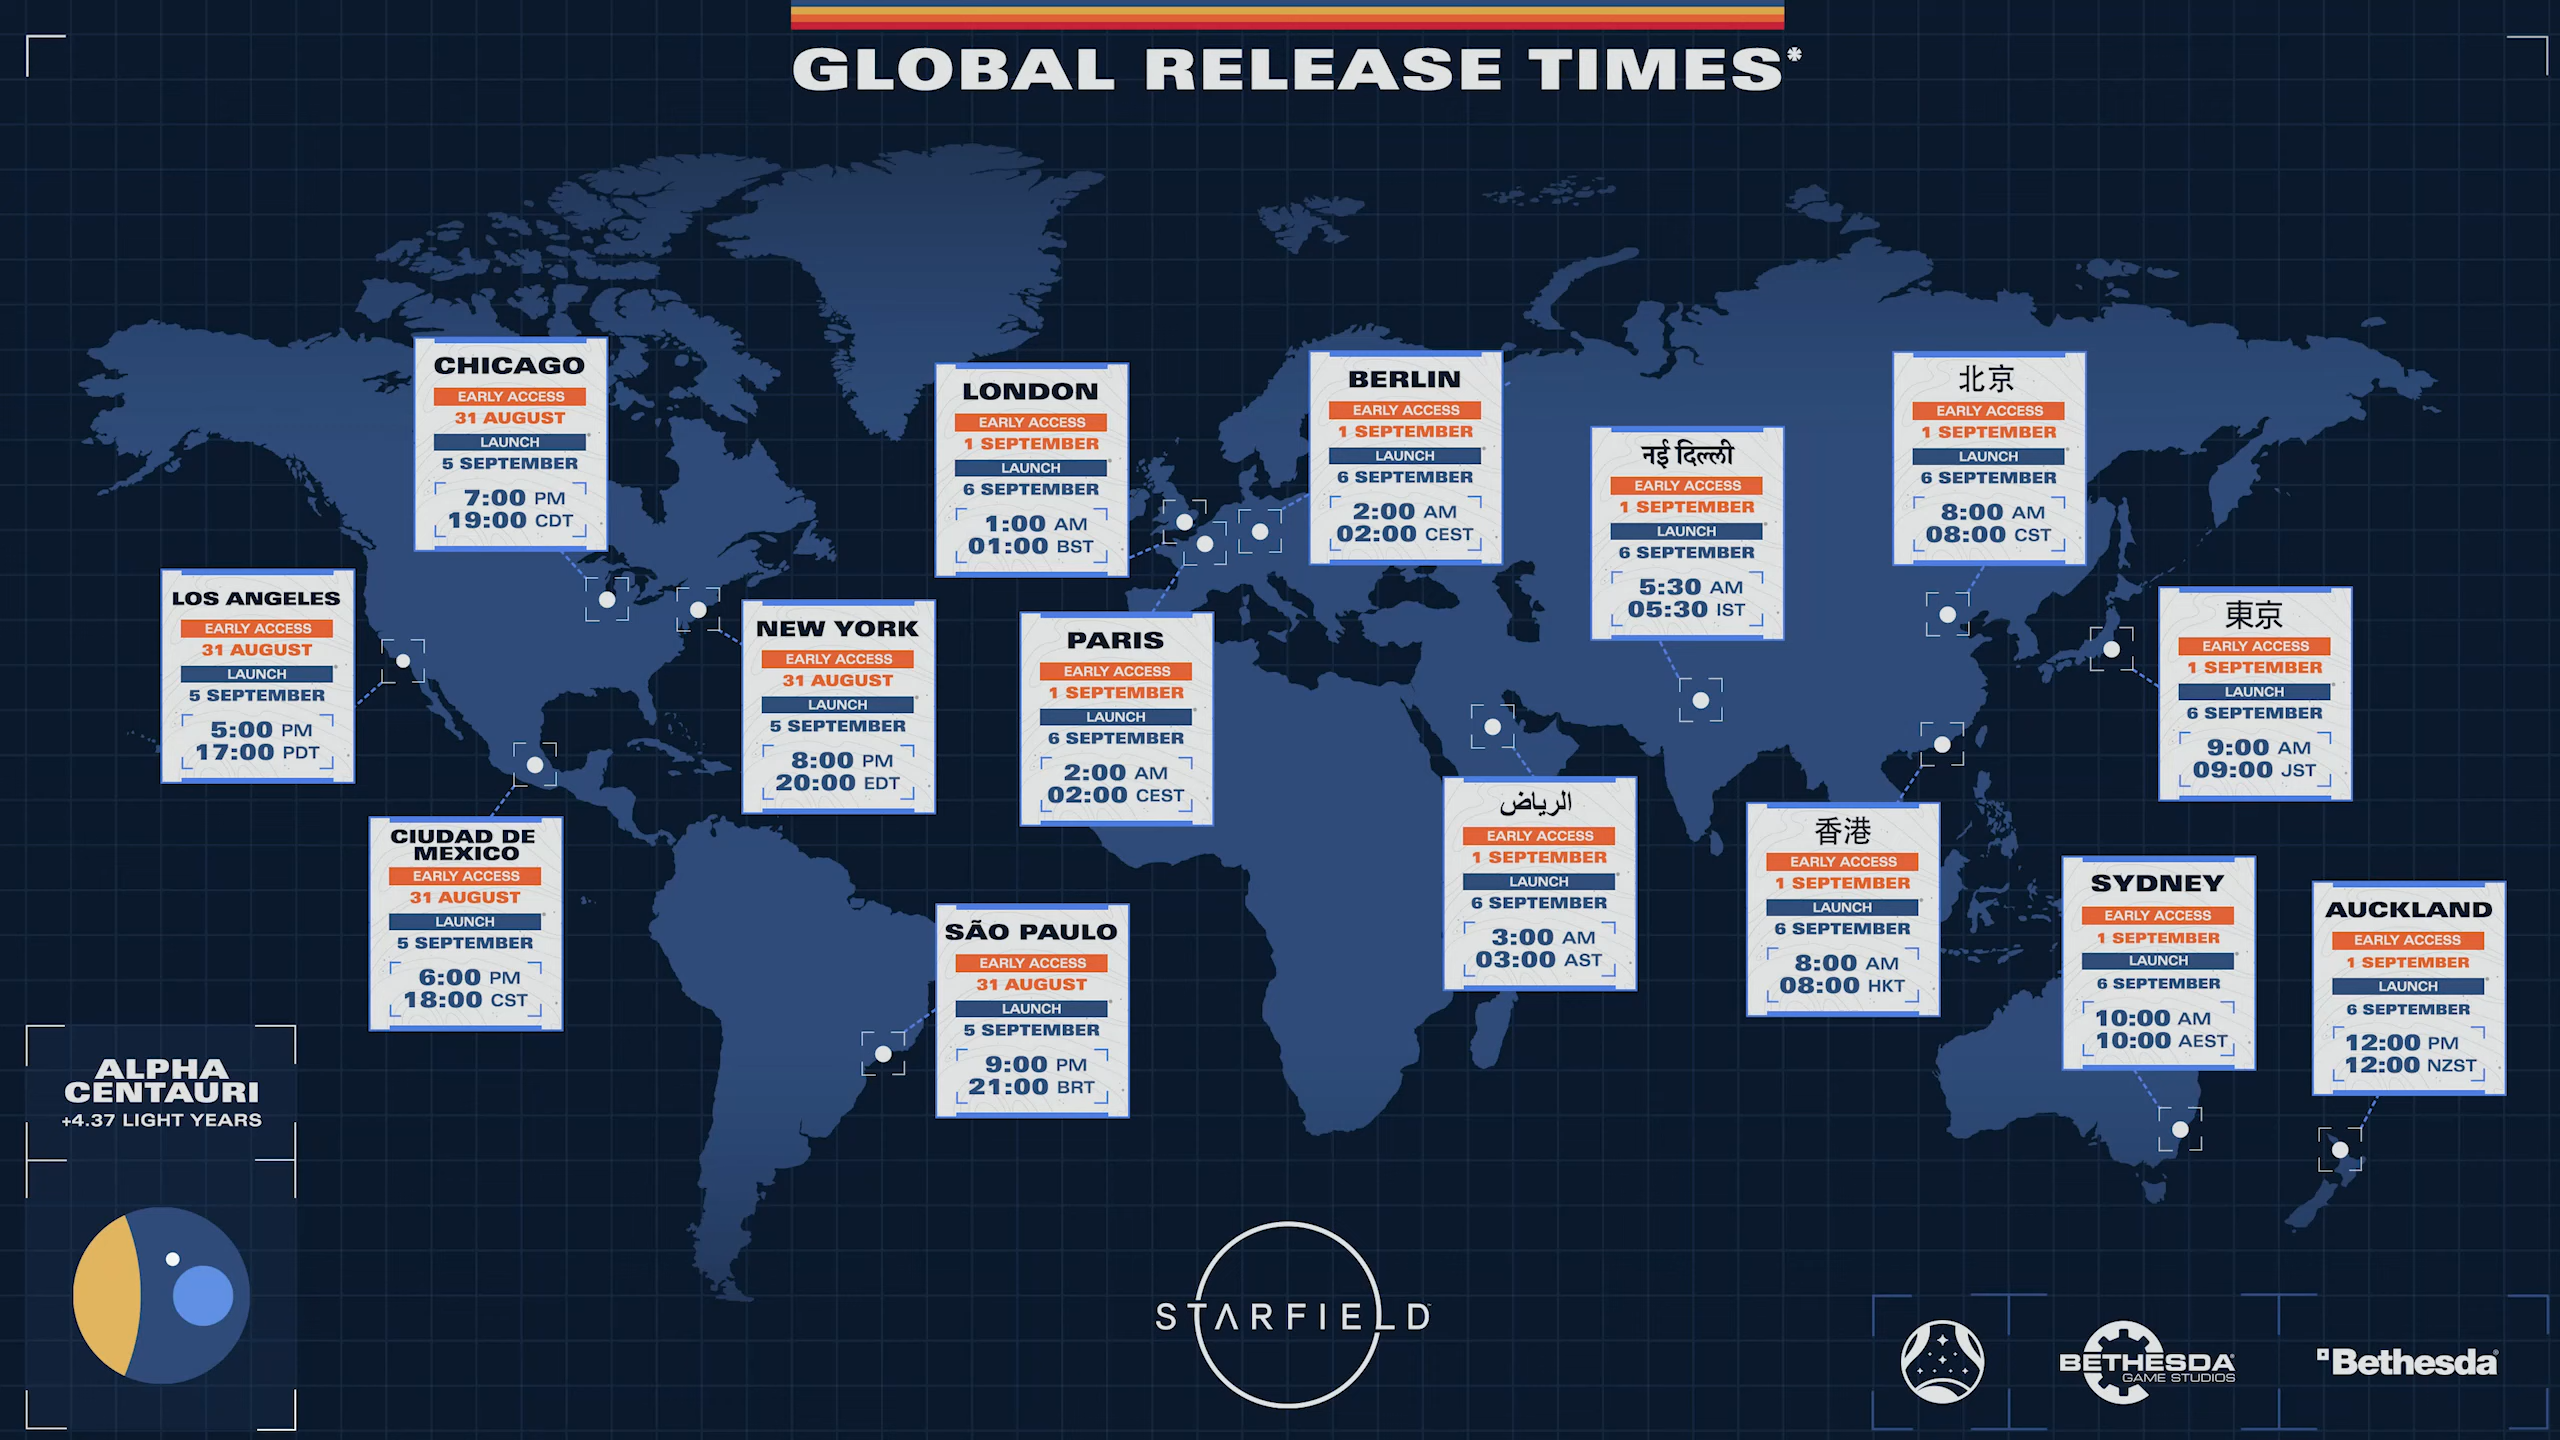 GLOBAL RELEASE TIMES*
CHICAGO
EARLY ACCESS
31 AUGUST
LAUNCH
5 SEPTEMBER
7:00 PM
19:00 CDT
LONDON
EARLY ACCESS
1 SEPTEMBER
LAUNCH
6 SEPTEMBER
1:00 AM
01:00 BST
BERLIN
EARLY ACCESS
1 SEPTEMBER
LAUNCH
6 SEPTEMBER
2:00 AM
02:00 CEST
नई दिल्ली
EARLY ACCESS
1 SEPTEMBER
LAUNCH
6 SEPTEMBER
5:30 AM
05:30 IST
北京
EARLY ACCESS
1 SEPTEMBER
LAUNCH
6 SEPTEMBER
8:00 AM
08:00 CST
LOS ANGELES
EARLY ACCESS
31 AUGUST
LAUNCH
5 SEPTEMBER
5:00 PM
17:00 PDT
NEW YORK
EARLY ACCESS
31 AUGUST
LAUNCH
5 SEPTEMBER
8:00 PM
20:00 EDT
PARIS
EARLY ACCESS
1 SEPTEMBER
LAUNCH
6 SEPTEMBER
2:00 AM
02:00 CEST
東京
EARLY ACCESS
1 SEPTEMBER
LAUNCH
6 SEPTEMBER
9:00 AM
09:00 JST
CIUDAD DE
MEXICO
EARLY ACCESS
31 AUGUST
LAUNCH
5 SEPTEMBER
6:00 PM
18:00 CST
SÃO PAULO
EARLY ACCESS
31 AUGUST
LAUNCH
5 SEPTEMBER
9:00 PM
21:00 BRT
الرياض
EARLY ACCESS
1 SEPTEMBER
LAUNCH
6 SEPTEMBER
3:00 AM
03:00 AST
香港
EARLY ACCESS
1 SEPTEMBER
LAUNCH
6 SEPTEMBER
8:00 AM
08:00 HKT
SYDNEY
EARLY ACCESS
1 SEPTEMBER
LAUNCH
6 SEPTEMBER
10:00 AM
10:00 AEST
AUCKLAND
EARLY ACCESS
1 SEPTEMBER
LAUNCH
6 SEPTEMBER
12:00 PM
12:00 NZST
ALPHA
CENTAURI
+4.37 LIGHT YEARS
STARFIELD
BETHESDA
GAME STUDIOS
Bethesda